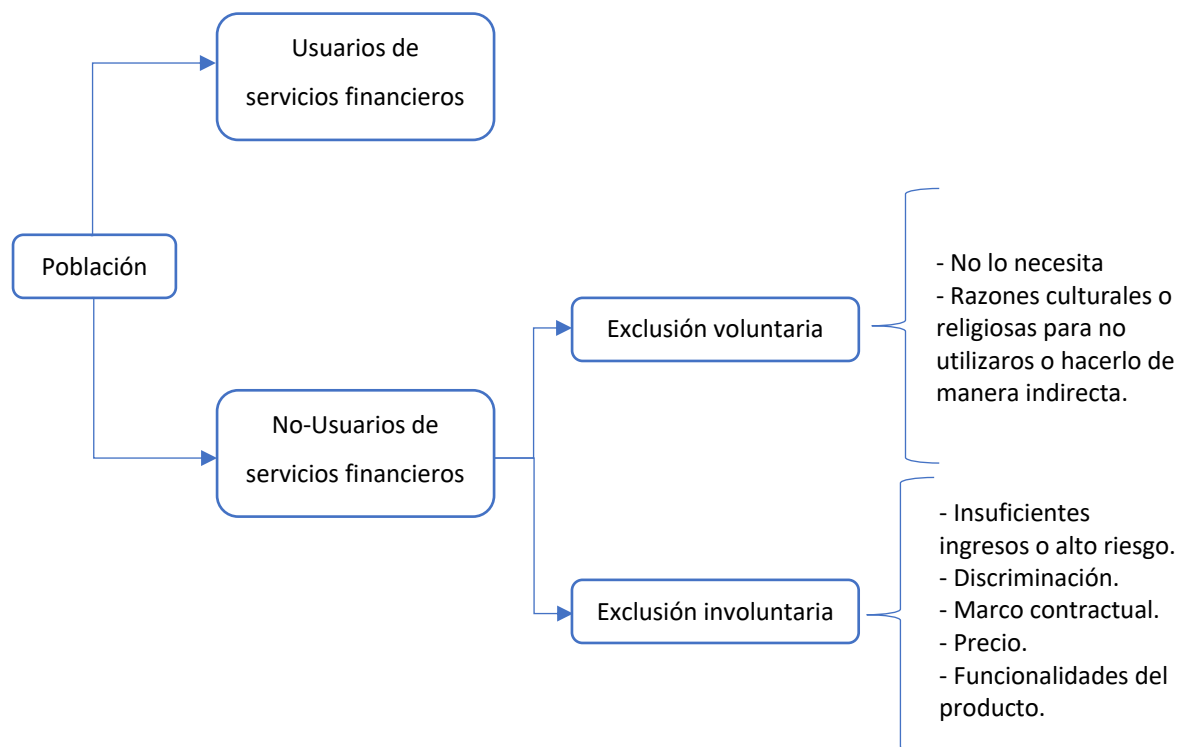 Usuarios de
servicios financieros
Población
No-Usuarios de
servicios financieros
Exclusión voluntaria
- No lo necesita
- Razones culturales o
religiosas para no
utilizaros o hacerlo de
manera indirecta.
Exclusión involuntaria
- Insuficientes
ingresos o alto riesgo.
- Discriminación.
- Marco contractual.
- Precio.
- Funcionalidades del
producto.